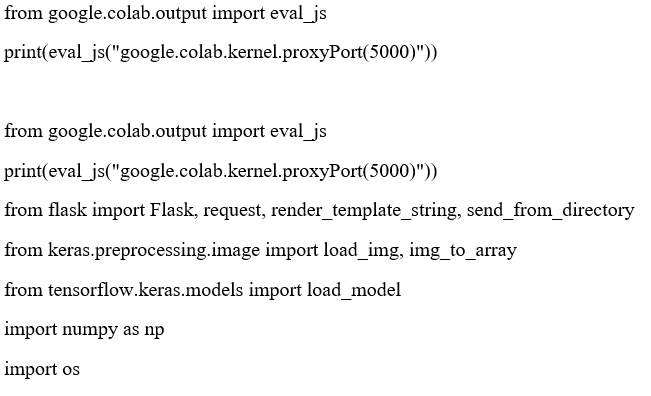 from google.colab.output import eval_js
print(eval_js("google.colab.kernel.proxyPort(5000)"))
from google.colab.output import eval_js
print(eval_js("google.colab.kernel.proxyPort(5000)"))
from flask import Flask, request, render_template_string, send_from_directory
from keras.preprocessing.image import load_img, img_to_array
from tensorflow.keras.models import load_model
import numpy as np
import os